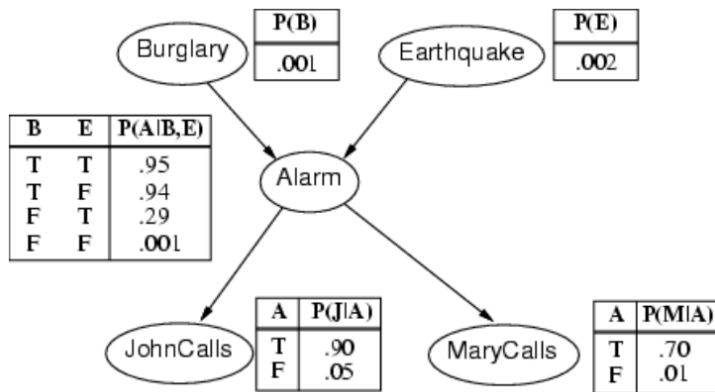 Burglary
P(B)
.001
Earthquake
P(E)
.002
B E P(A|B,E)
T T .95
T F .94
F T .29
F F .001
Alarm
JohnCalls
A P(J|A)
T .90
F .05
MaryCalls
A P(M|A)
T .70
F .01